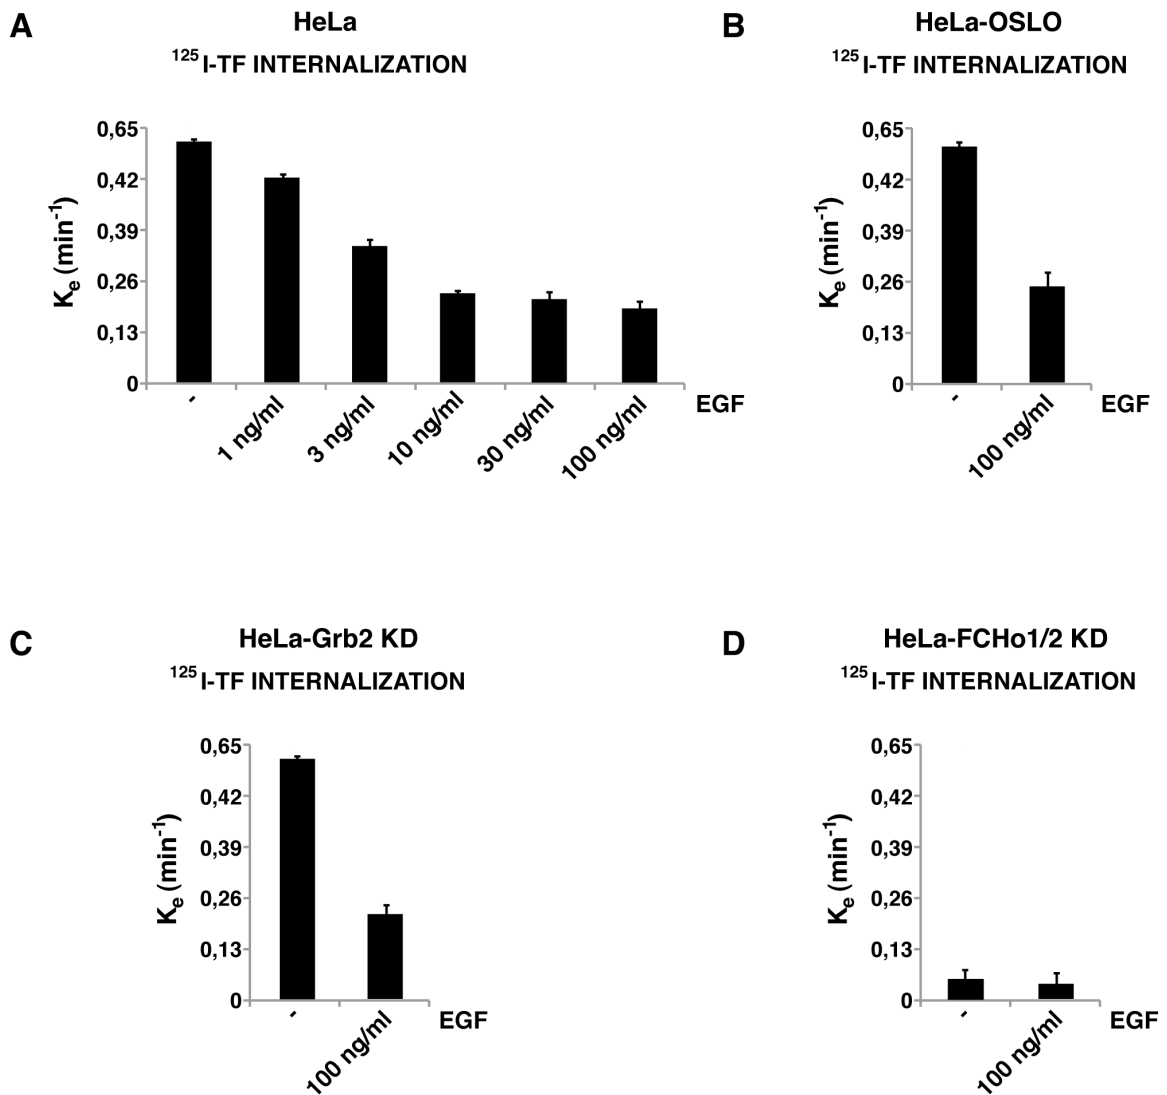 A
HeLa
125I-TF INTERNALIZATION
Ke (min-1)
0,65
0,42
0,39
0,26
0,13
0
-
1 ng/ml
3 ng/ml
10 ng/ml
30 ng/ml
100 ng/ml
EGF
B
HeLa-OSLO
125I-TF INTERNALIZATION
Ke (min-1)
0,65
0,42
0,39
0,26
0,13
0
-
100 ng/ml
EGF
C
HeLa-Grb2 KD
125I-TF INTERNALIZATION
Ke (min-1)
0,65
0,42
0,39
0,26
0,13
0
-
100 ng/ml
EGF
D
HeLa-FCHo1/2 KD
125I-TF INTERNALIZATION
Ke (min-1)
0,65
0,42
0,39
0,26
0,13
0
-
100 ng/ml
EGF